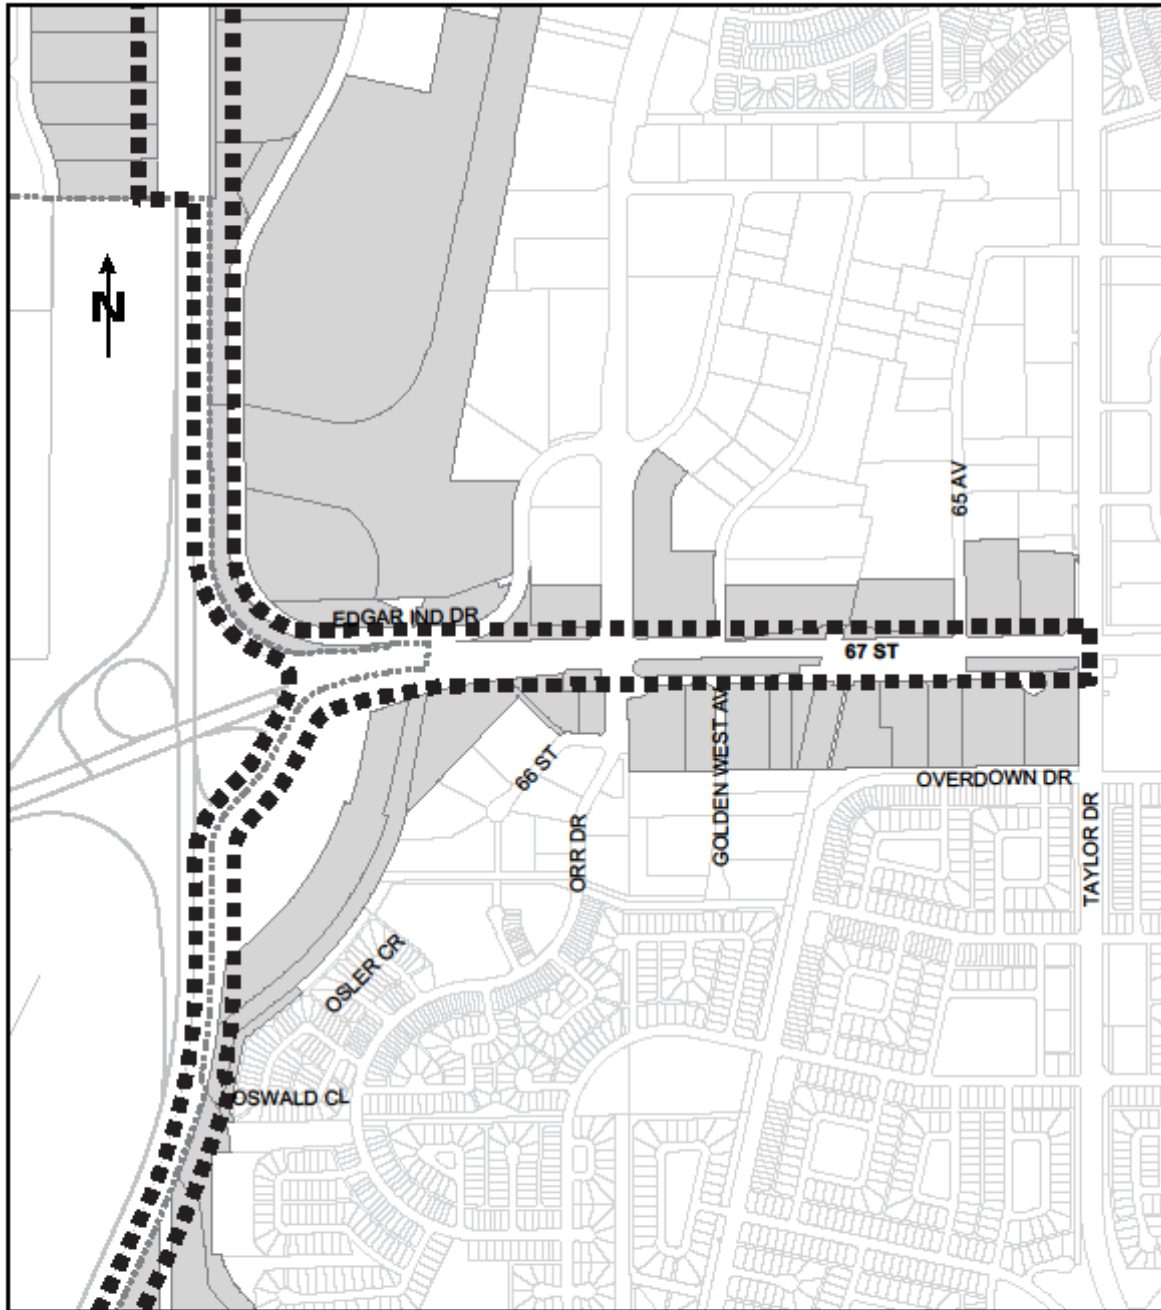 N
65 AV
EDGAR IND DR
67 ST
66 ST
GOLDEN WEST AV
OVERDOWN DR
ORR DR
TAYLOR DR
OSLER CR
OSWALD CL